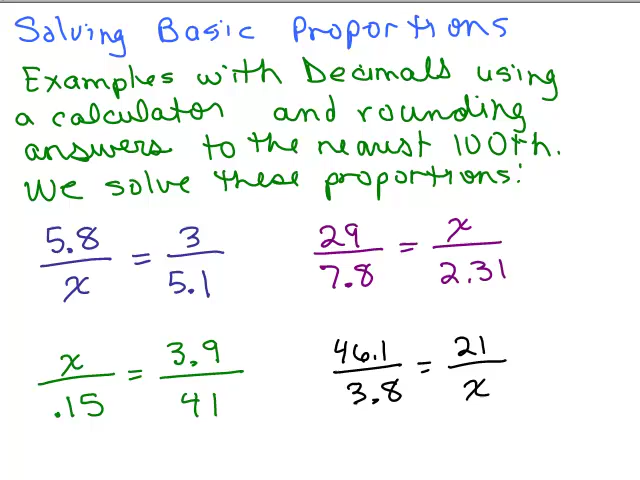 Solving Basic Proportions
Examples with Decimals using
a calculator and rounding
answers to the nearest 100th.
We solve these proportions:
5.8/x = 3/5.1
29/7.8 = x/2.31
x/.15 = 3.9/41
46.1/3.8 = 21/x